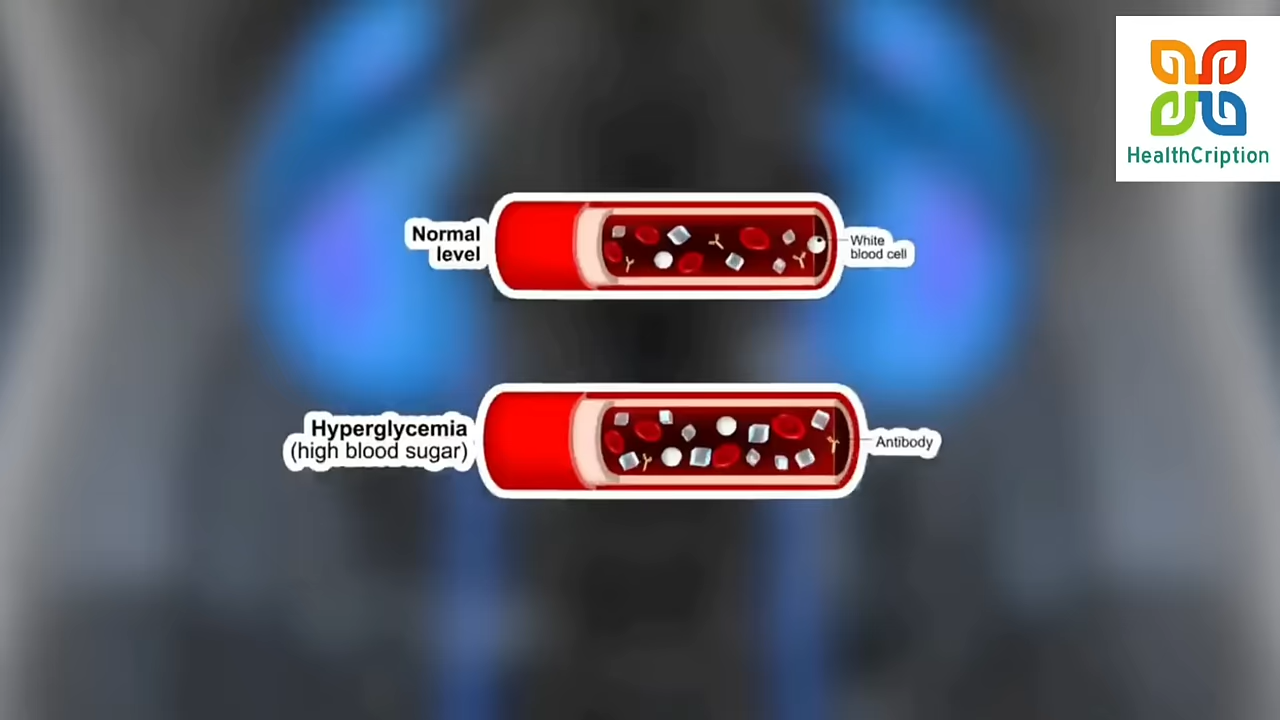 HealthCription
Normal
level
White
blood cell
Hyperglycemia
(high blood sugar)
Antibody